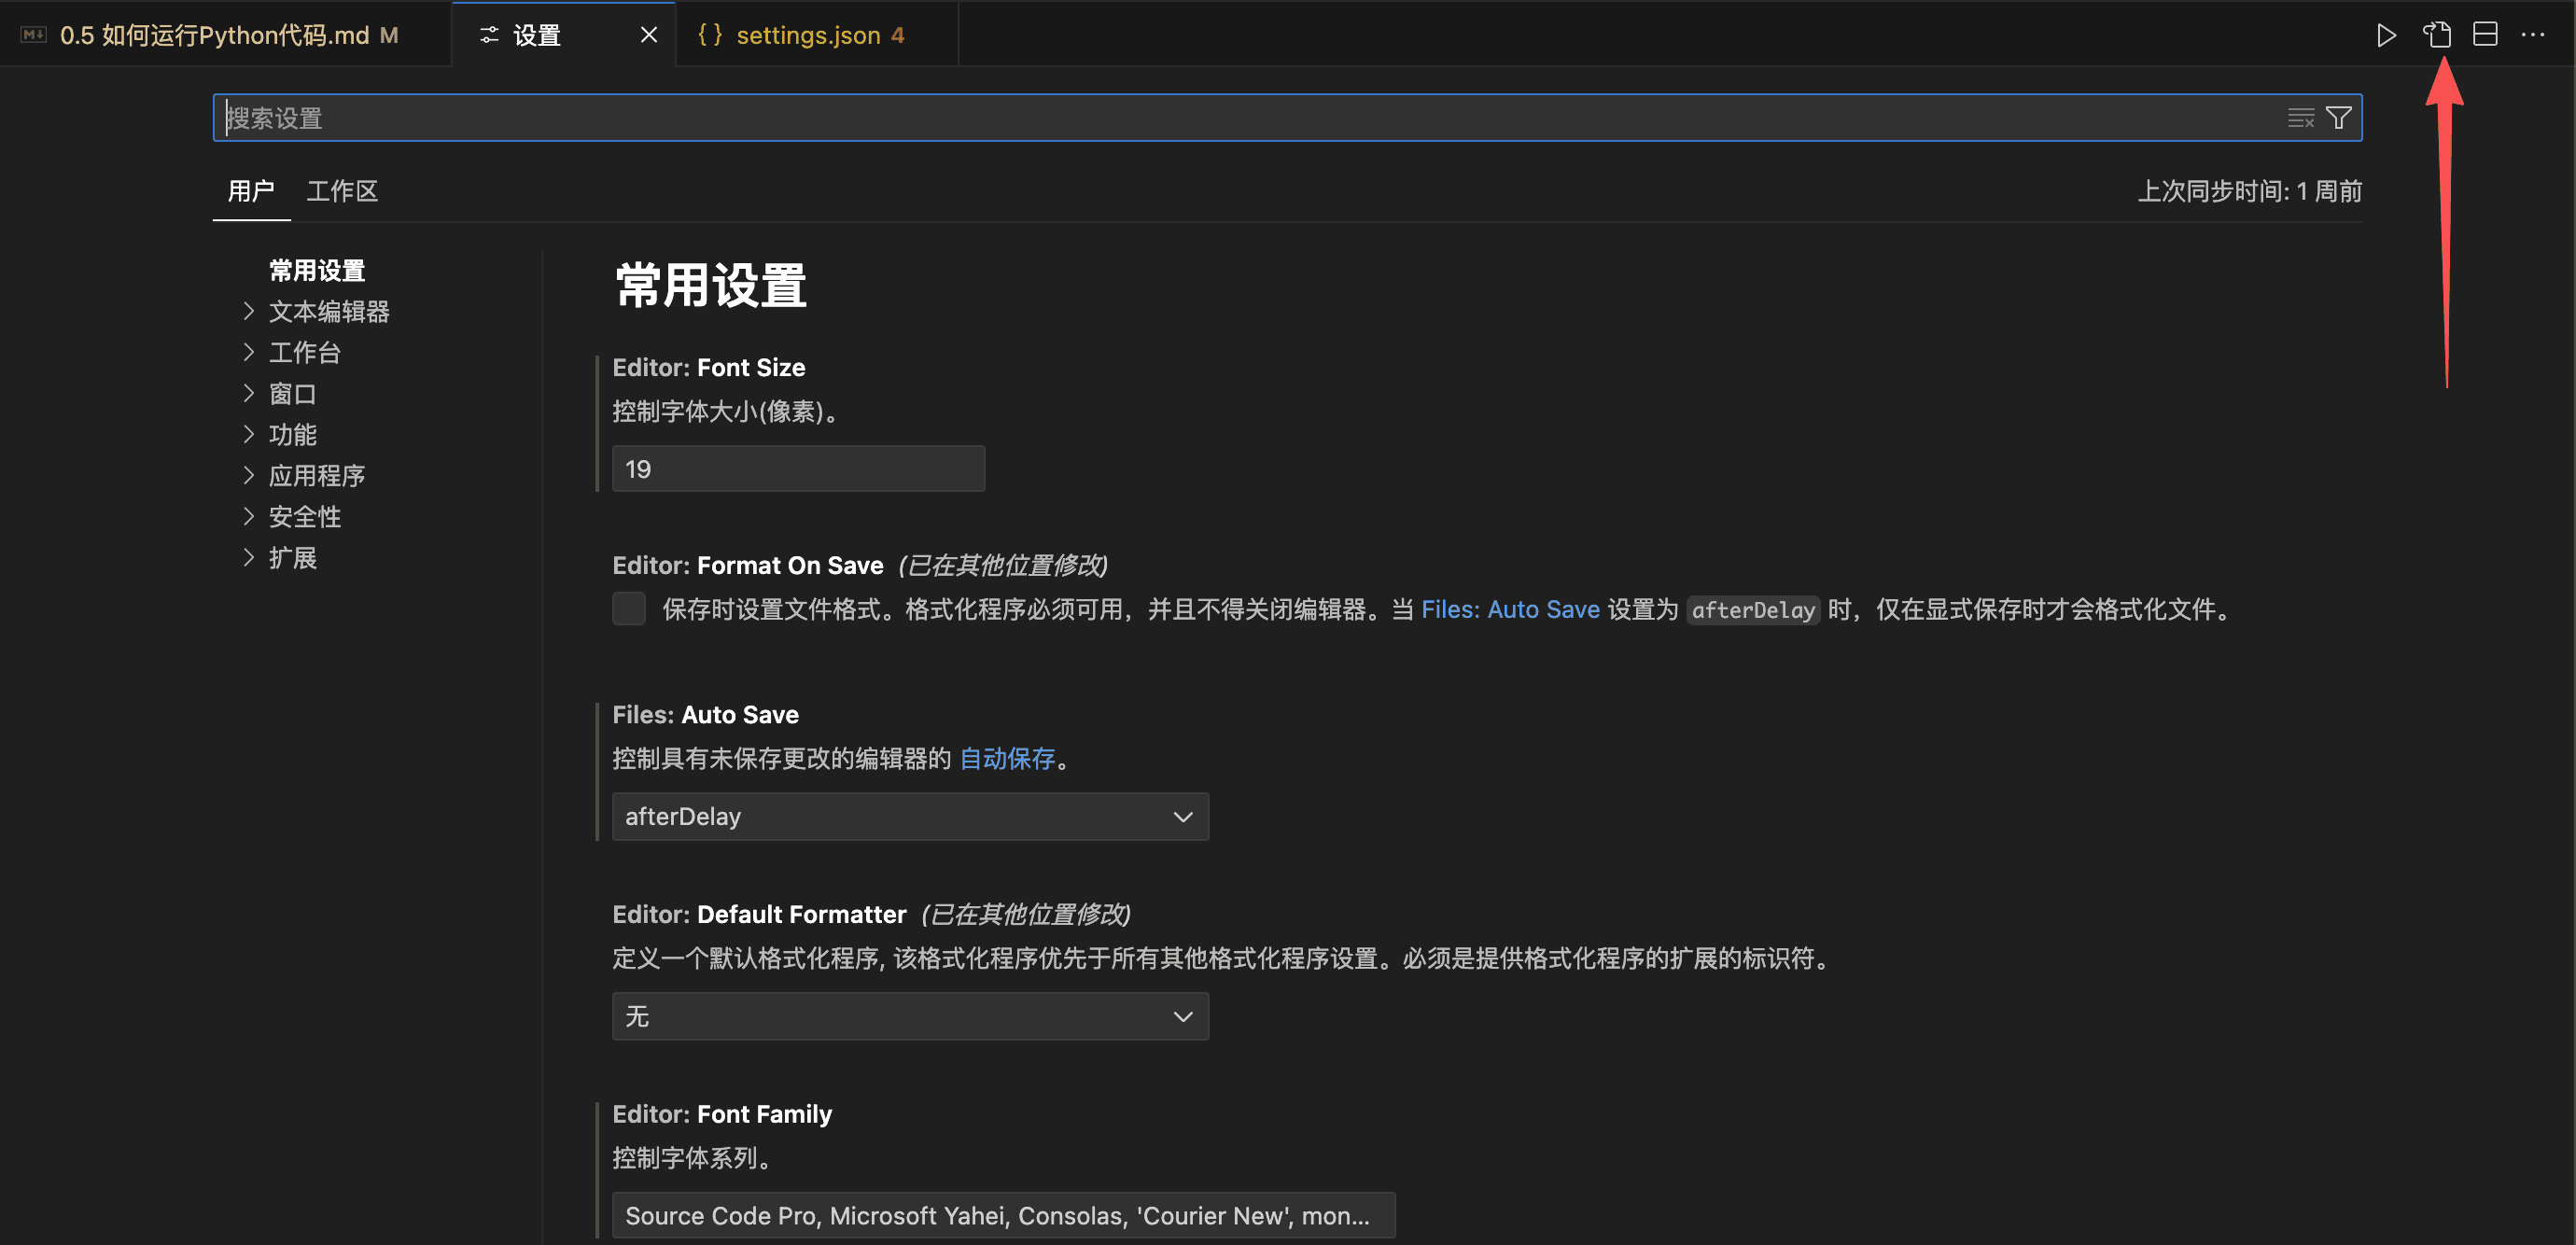 0.5 如何运行Python代码.md M
设置
{ } settings.json 4
搜索设置
用户 工作区
上次同步时间: 1 周前
常用设置
文本编辑器
工作台
窗口
功能
应用程序
安全性
扩展
常用设置
Editor: Font Size
控制字体大小(像素)。
19
Editor: Format On Save (已在其他位置修改)
保存时设置文件格式。格式化程序必须可用，并且不得关闭编辑器。当 Files: Auto Save 设置为 afterDelay 时，仅在显式保存时才会格式化文件。
Files: Auto Save
控制具有未保存更改的编辑器的 自动保存。
afterDelay
Editor: Default Formatter (已在其他位置修改)
定义一个默认格式化程序, 该格式化程序优先于所有其他格式化程序设置。必须是提供格式化程序的扩展的标识符。
无
Editor: Font Family
控制字体系列。
Source Code Pro, Microsoft Yahei, Consolas, 'Courier New', mon...